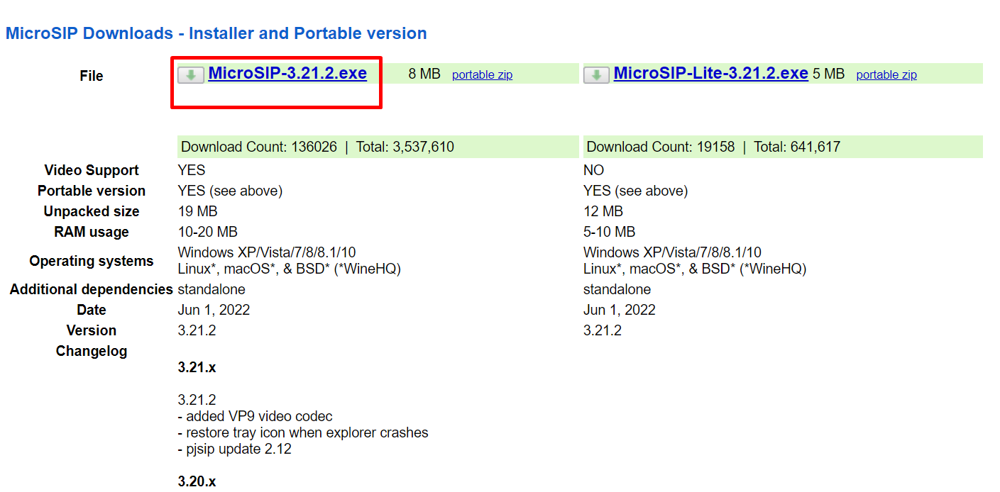 MicroSIP Downloads - Installer and Portable version
File MicroSIP-3.21.2.exe 8 MB portable zip MicroSIP-Lite-3.21.2.exe 5 MB portable zip
Download Count: 136026 | Total: 3,537,610 Download Count: 19158 | Total: 641,617
Video Support YES NO
Portable version YES (see above) YES (see above)
Unpacked size 19 MB 12 MB
RAM usage 10-20 MB 5-10 MB
Operating systems Windows XP/Vista/7/8/8.1/10 Windows XP/Vista/7/8/8.1/10
Linux*, macOS*, & BSD* (*WineHQ) Linux*, macOS*, & BSD* (*WineHQ)
Additional dependencies standalone standalone
Date Jun 1, 2022 Jun 1, 2022
Version 3.21.2 3.21.2
Changelog
3.21.x
3.21.2
- added VP9 video codec
- restore tray icon when explorer crashes
- pjsip update 2.12
3.20.x